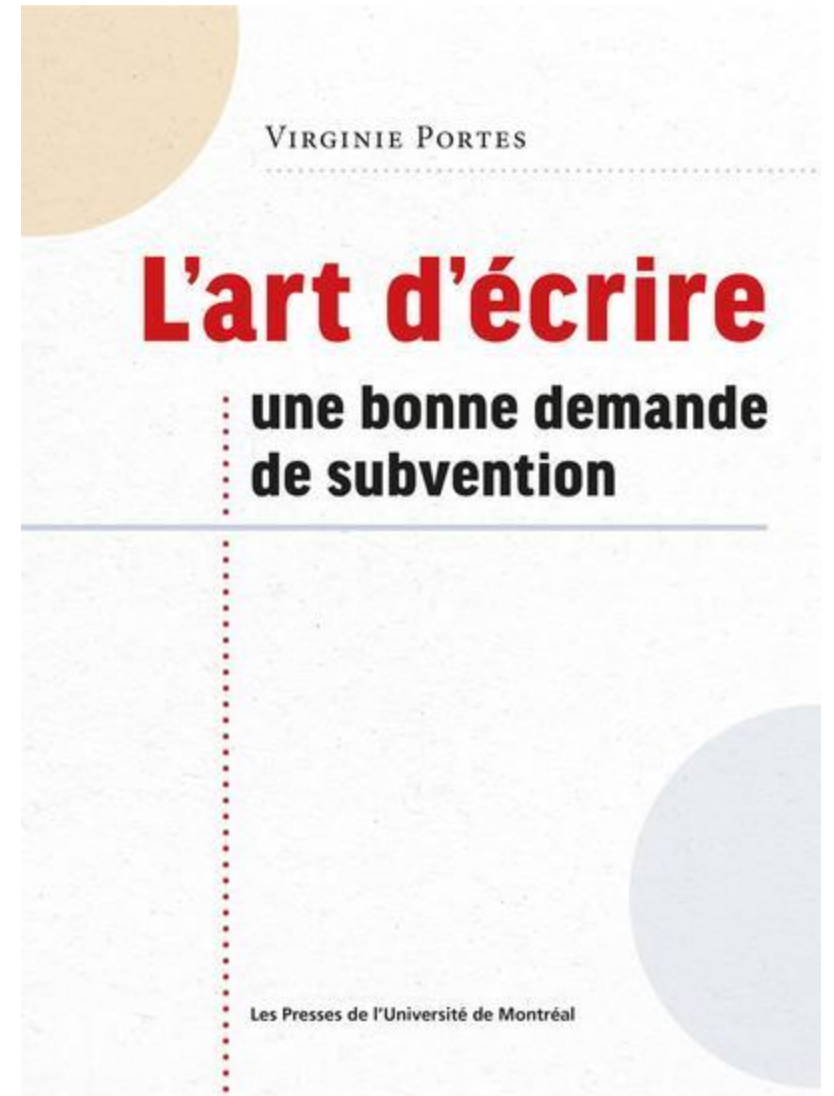 Virginie Portes
L'art d'écrire
une bonne demande
de subvention
Les Presses de l'Université de Montréal